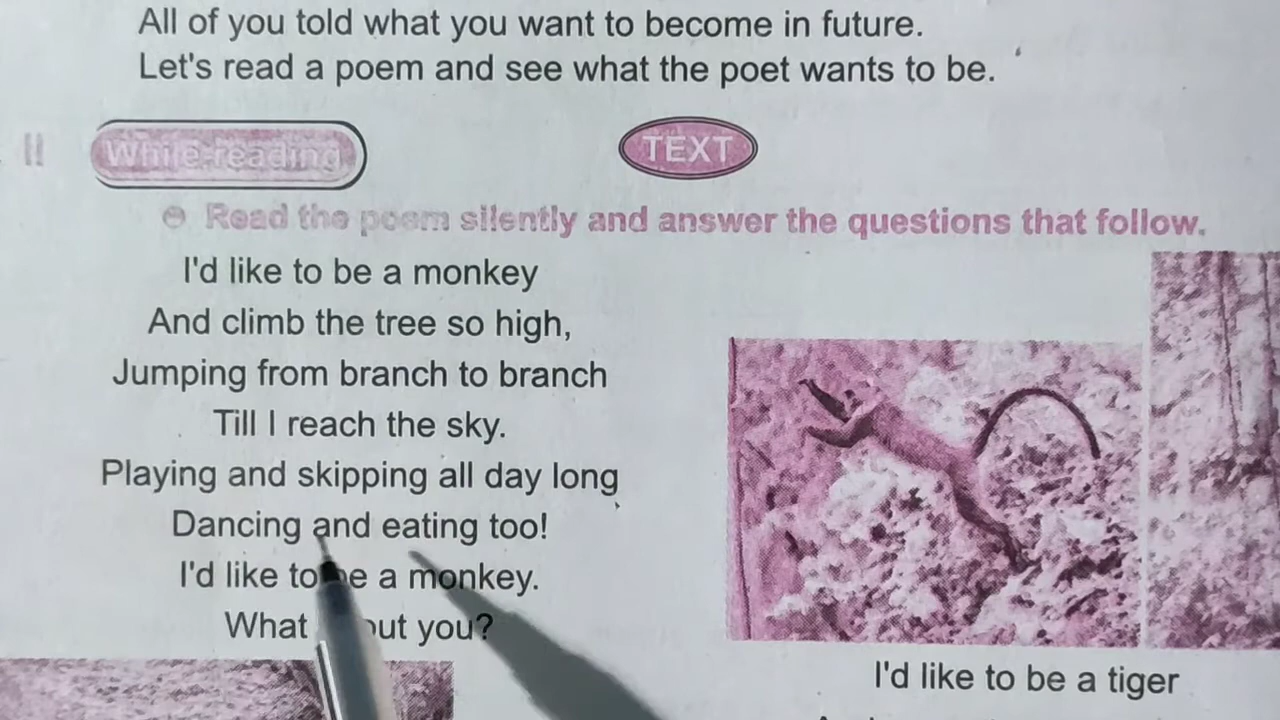 All of you told what you want to become in future.
Let's read a poem and see what the poet wants to be.
II While-reading
TEXT
Read the poem silently and answer the questions that follow.
I'd like to be a monkey
And climb the tree so high,
Jumping from branch to branch
Till I reach the sky.
Playing and skipping all day long
Dancing and eating too!
I'd like to be a monkey.
What about you?
I'd like to be a tiger